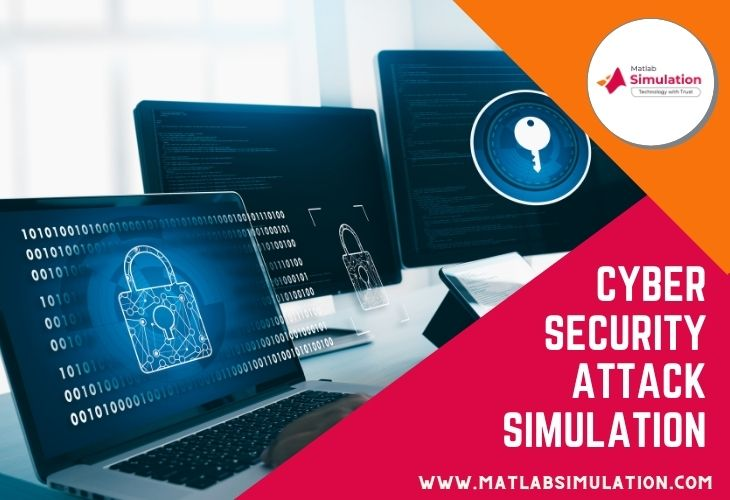 Matlab
Simulation
Technology with Trust
CYBER
SECURITY
ATTACK
SIMULATION
WWW.MATLABSIMULATION.COM